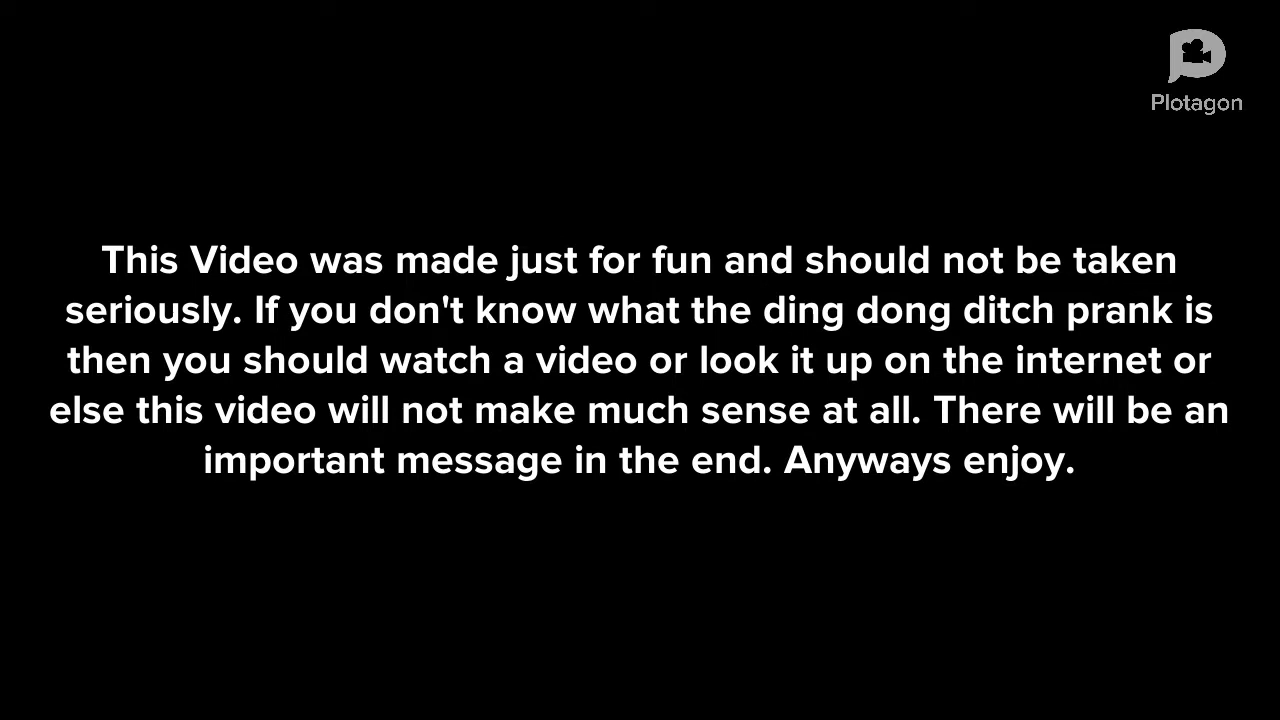 Plotagon
This Video was made just for fun and should not be taken
seriously. If you don't know what the ding dong ditch prank is
then you should watch a video or look it up on the internet or
else this video will not make much sense at all. There will be an
important message in the end. Anyways enjoy.